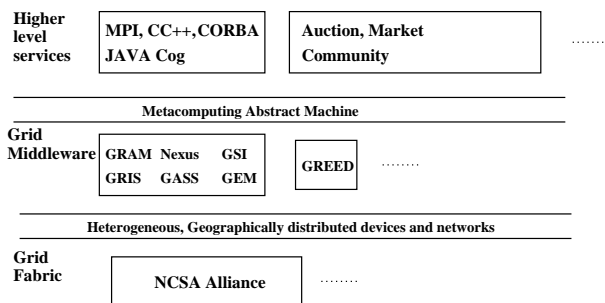 Higher level services
MPI, CC++, CORBA
JAVA Cog
Auction, Market
Community
........
Metacomputing Abstract Machine
Grid Middleware
GRAM Nexus GSI
GRIS GASS GEM
GREED
........
Heterogeneous, Geographically distributed devices and networks
Grid Fabric
NCSA Alliance
........